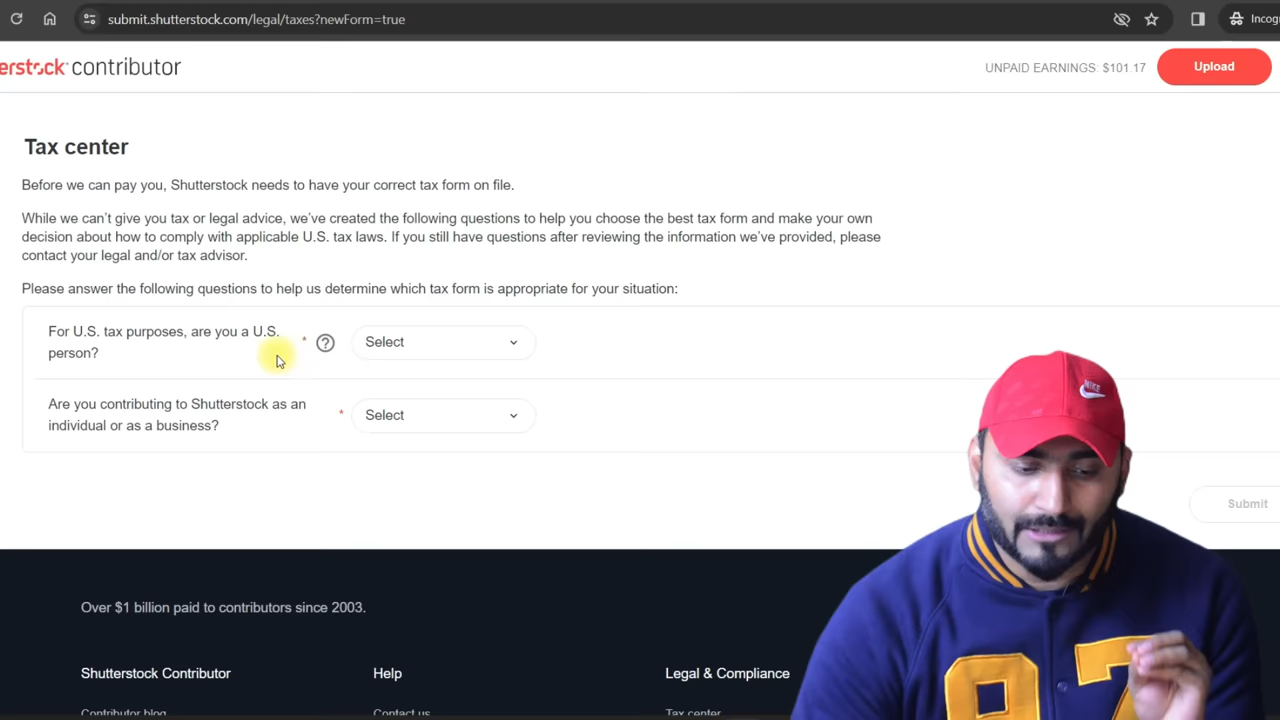 submit.shutterstock.com/legal/taxes?newForm=true
Incog
erstock contributor
UNPAID EARNINGS: $101.17
Upload
Tax center
Before we can pay you, Shutterstock needs to have your correct tax form on file.
While we can't give you tax or legal advice, we've created the following questions to help you choose the best tax form and make your own
decision about how to comply with applicable U.S. tax laws. If you still have questions after reviewing the information we've provided, please
contact your legal and/or tax advisor.
Please answer the following questions to help us determine which tax form is appropriate for your situation:
For U.S. tax purposes, are you a U.S.
person?
*
?
Select
Are you contributing to Shutterstock as an
individual or as a business?
*
Select
Submit
NIKE
97
Over $1 billion paid to contributors since 2003.
Shutterstock Contributor
Help
Legal & Compliance
Contributor blog
Contact us
Tax center